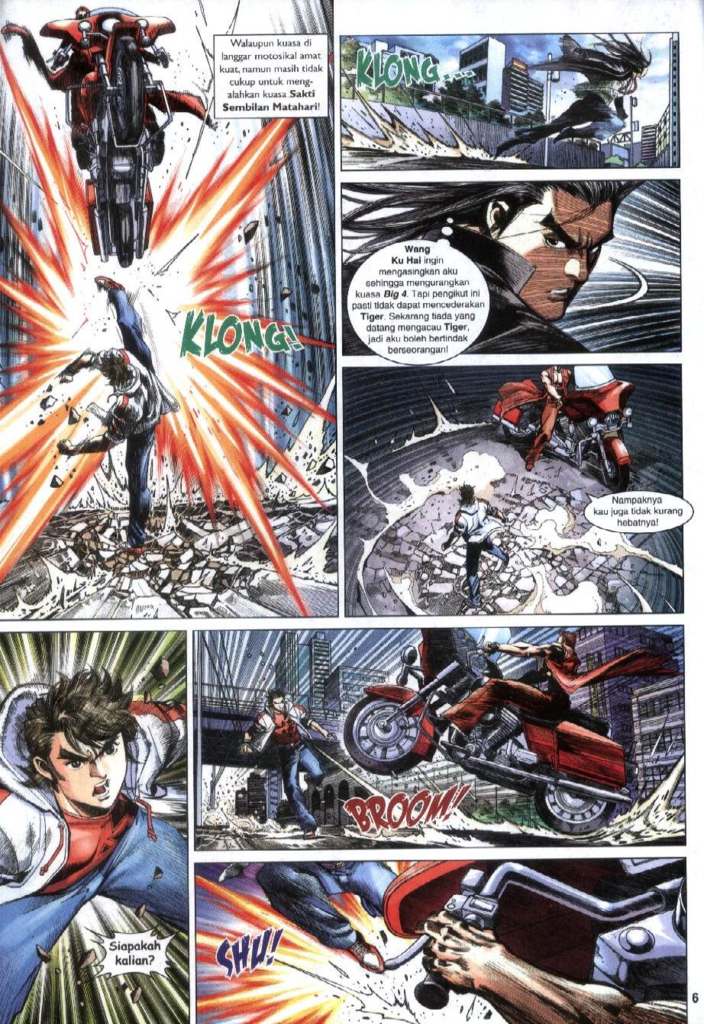 Walaupun kuasa di
langgar motosikal amat
kuat, namun masih tidak
cukup untuk meng-
alahkan kuasa Sakti
Sembilan Matahari!
KLONG!
KLONG....
Wang
Ku Hai ingin
mengasingkan aku
sehingga mengurangkan
kuasa Big 4. Tapi pengikut ini
pasti tidak dapat mencederakan
Tiger. Sekarang tiada yang
datang mengacau Tiger,
jadi aku boleh bertindak
berseorangan!
Nampaknya
kau juga tidak kurang
hebatnya!
Siapakah
kalian?
BROOM!
SHU!
6